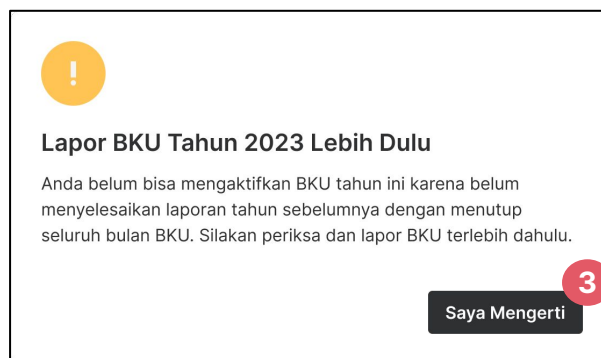 !
Lapor BKU Tahun 2023 Lebih Dulu
Anda belum bisa mengaktifkan BKU tahun ini karena belum
menyelesaikan laporan tahun sebelumnya dengan menutup
seluruh bulan BKU. Silakan periksa dan lapor BKU terlebih dahulu.
3
Saya Mengerti